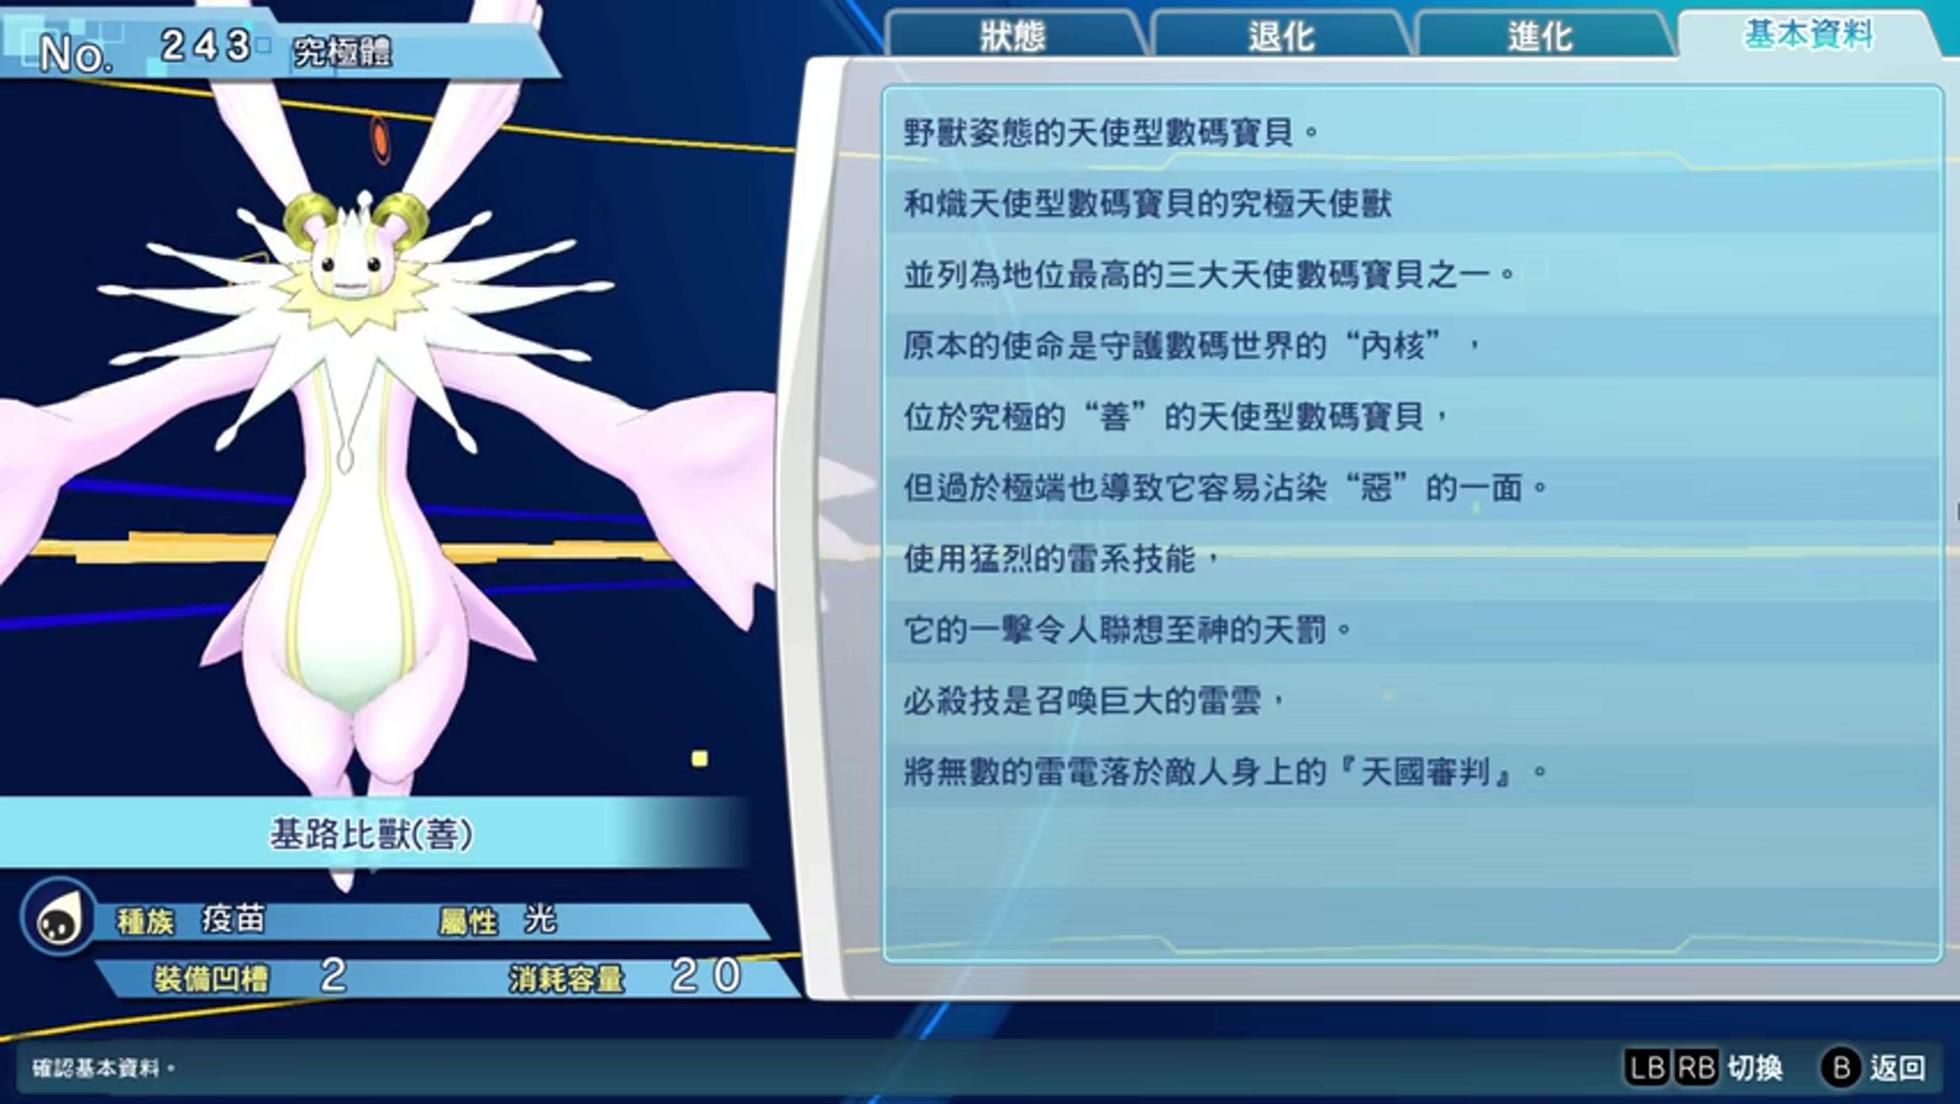 No. 243 究極體
狀態 退化 進化 基本資料
野獸姿態的天使型數碼寶貝。
和熾天使型數碼寶貝的究極天使獸
並列為地位最高的三大天使數碼寶貝之一。
原本的使命是守護數碼世界的“內核”，
位於究極的“善”的天使型數碼寶貝，
但過於極端也導致它容易沾染“惡”的一面。
使用猛烈的雷系技能，
它的一擊令人聯想至神的天罰。
必殺技是召喚巨大的雷雲，
將無數的雷電落於敵人身上的『天國審判』。
基路比獸(善)
種族 疫苗 屬性 光
裝備凹槽 2 消耗容量 20
確認基本資料。
LB RB 切換 B 返回